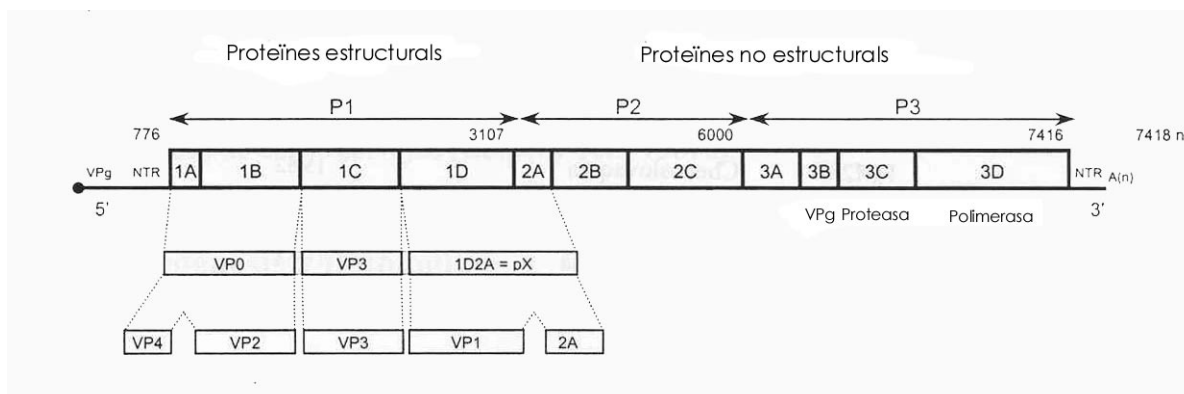 Proteïnes estructurals Proteïnes no estructurals
P1 P2 P3
776 3107 6000 7416 7418 n
VPg NTR 1A 1B 1C 1D 2A 2B 2C 3A 3B 3C 3D NTR A(n)
5' VPg Proteasa Polimerasa 3'
VP0 VP3 1D2A = pX
VP4 VP2 VP3 VP1 2A